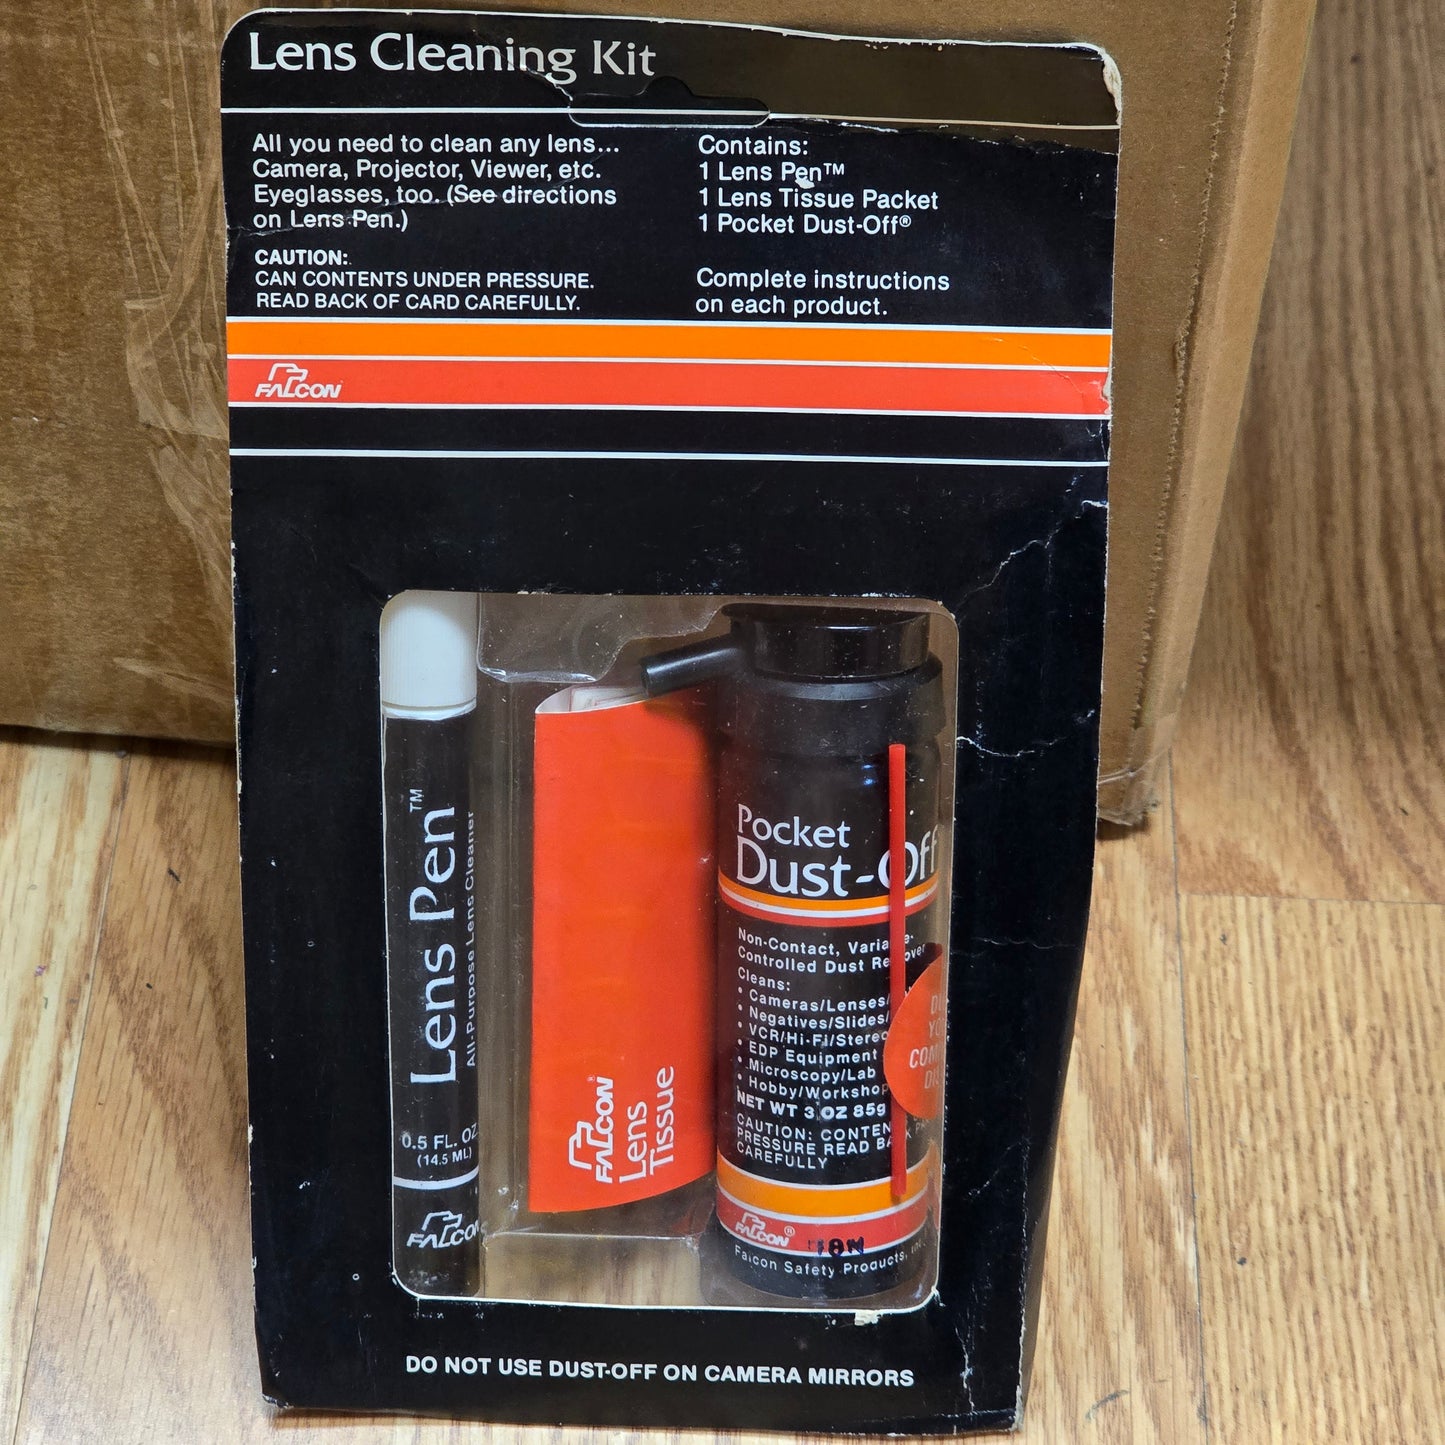 Lens Cleaning Kit
All you need to clean any lens...
Camera, Projector, Viewer, etc.
Eyeglasses, too. (See directions
on Lens Pen.)
CAUTION:
CAN CONTENTS UNDER PRESSURE.
READ BACK OF CARD CAREFULLY.
Contains:
1 Lens Pen™
1 Lens Tissue Packet
1 Pocket Dust-Off®
Complete instructions
on each product.
FALCON
Lens Pen™
All-Purpose Lens Cleaner
0.5 FL. OZ
(14.5 ML)
FALCON
FALCON®
Lens
Tissue
Pocket
Dust-Off
Non-Contact,
Controlled Dust
Cleans:
• Cameras/Lenses/
• Negatives/Slides/
• VCR/Hi-Fi/Stereo
• EDP Equipment
• Microscopy/Lab
• Hobby/Workshop
NET WT 3 OZ 85g
CAUTION:
PRESSURE READ
CAREFULLY
FALCON®
Falcon Safety Products,
DO NOT USE DUST-OFF ON CAMERA MIRRORS